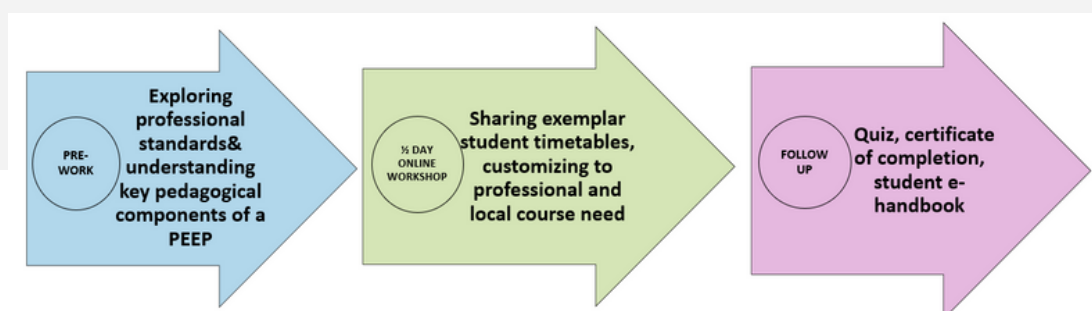 PRE-
WORK
Exploring
professional
standards&
understanding
key pedagogical
components of a
PEEP
½ DAY
ONLINE
WORKSHOP
Sharing exemplar
student timetables,
customizing to
professional and
local course need
FOLLOW
UP
Quiz, certificate
of completion,
student e-
handbook